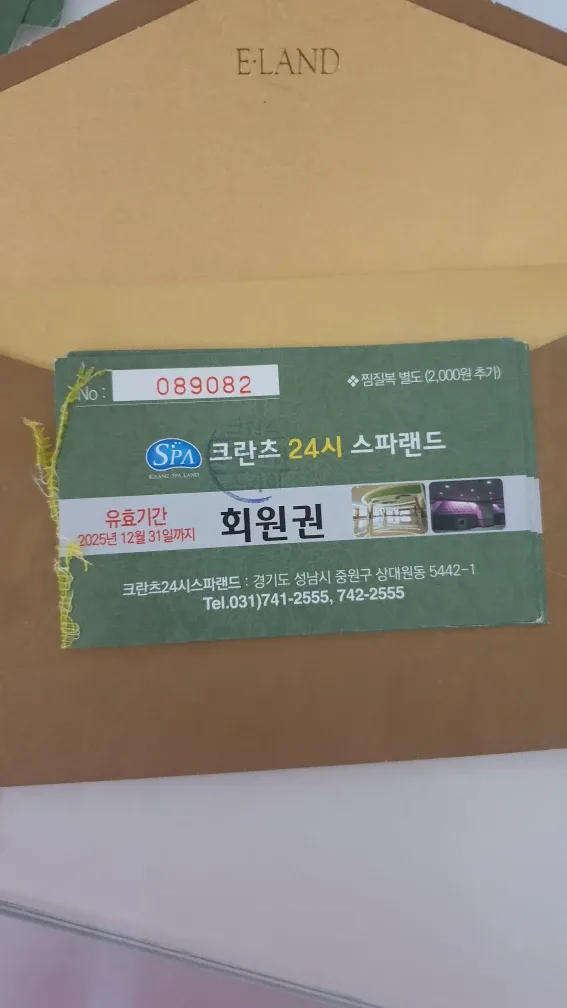 E·LAND
No : 089082
❖찜질복 별도 (2,000원 추가)
SPA 크란츠 24시 스파랜드
유효기간
2025년 12월 31일까지
회원권
크란츠24시스파랜드 : 경기도 성남시 중원구 상대원동 5442-1
Tel.031)741-2555, 742-2555